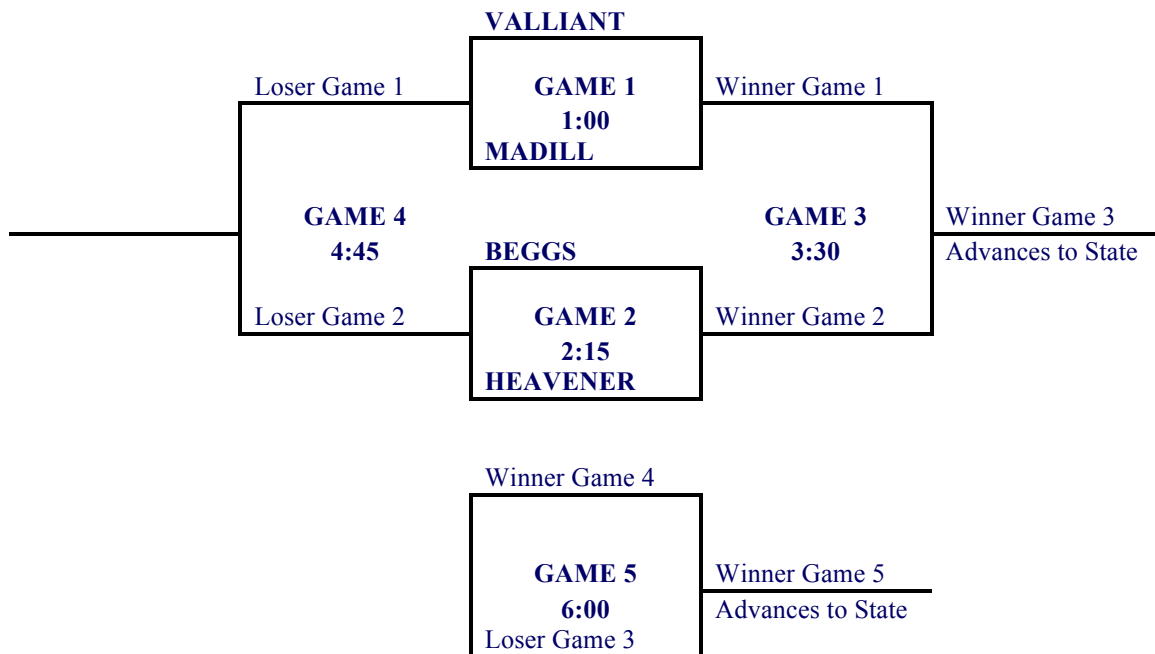 VALLIANT
Loser Game 1
GAME 1
Winner Game 1
1:00
MADILL
GAME 4
GAME 3
Winner Game 3
4:45
BEGGS
3:30
Advances to State
Loser Game 2
GAME 2
Winner Game 2
2:15
HEAVENER
Winner Game 4
GAME 5
Winner Game 5
6:00
Advances to State
Loser Game 3